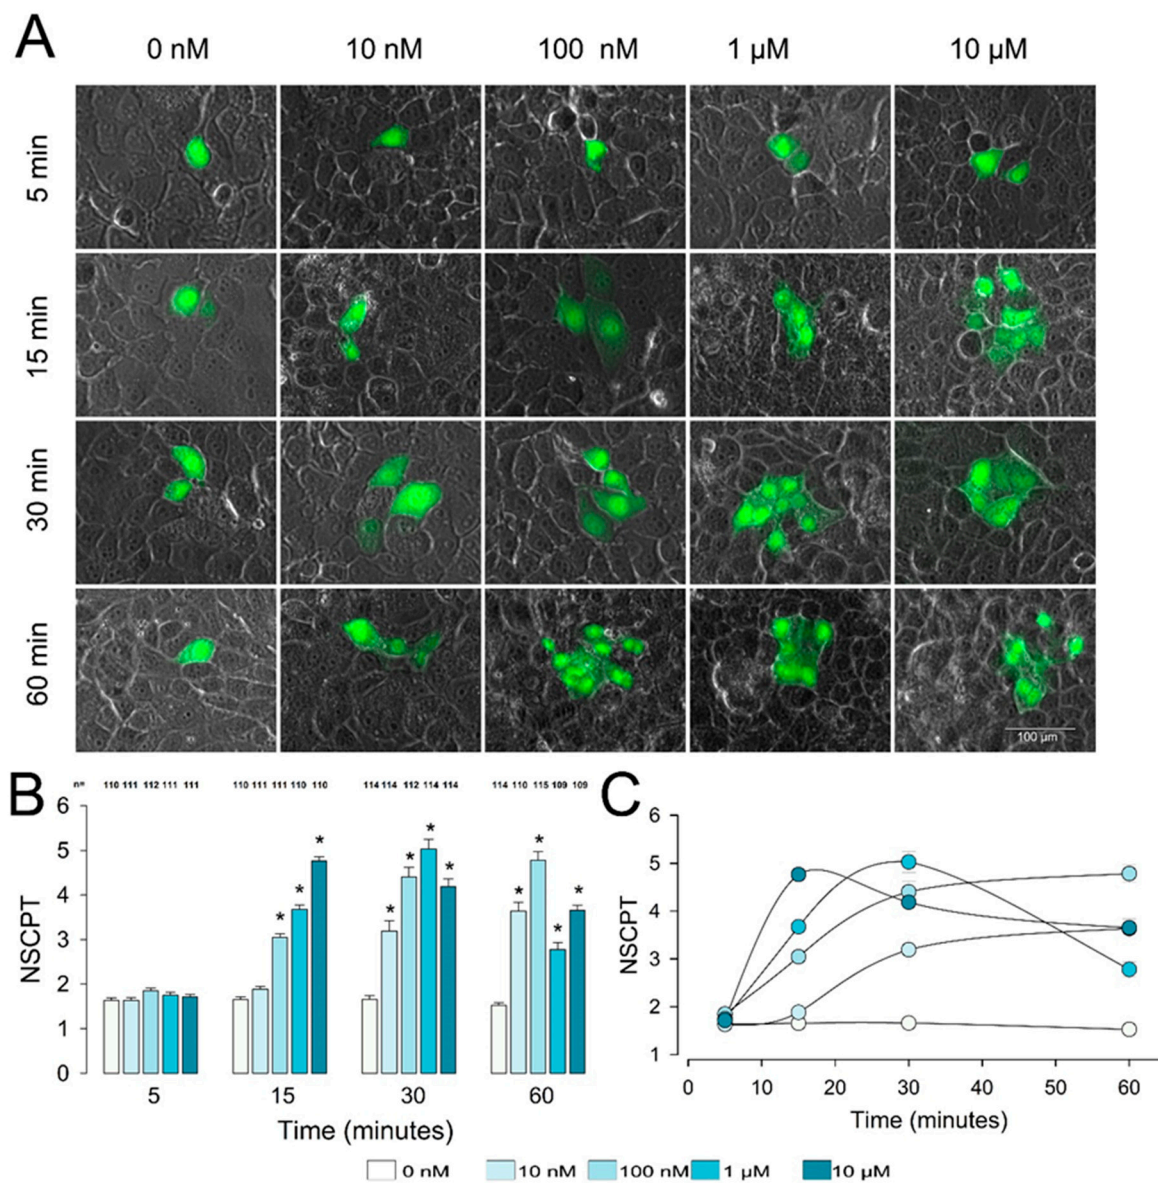 A
0 nM 10 nM 100 nM 1 µM 10 µM
5 min
15 min
30 min
60 min
100 µm
B
n= 110 111 112 111 111 110 111 111 110 110 114 114 112 114 114 114 110 115 109 109
NSCPT
6
5
4
3
2
1
0
* * *
* * * *
* * * *
5 15 30 60
Time (minutes)
C
NSCPT
6
5
4
3
2
1
0 10 20 30 40 50 60
Time (minutes)
0 nM 10 nM 100 nM 1 µM 10 µM